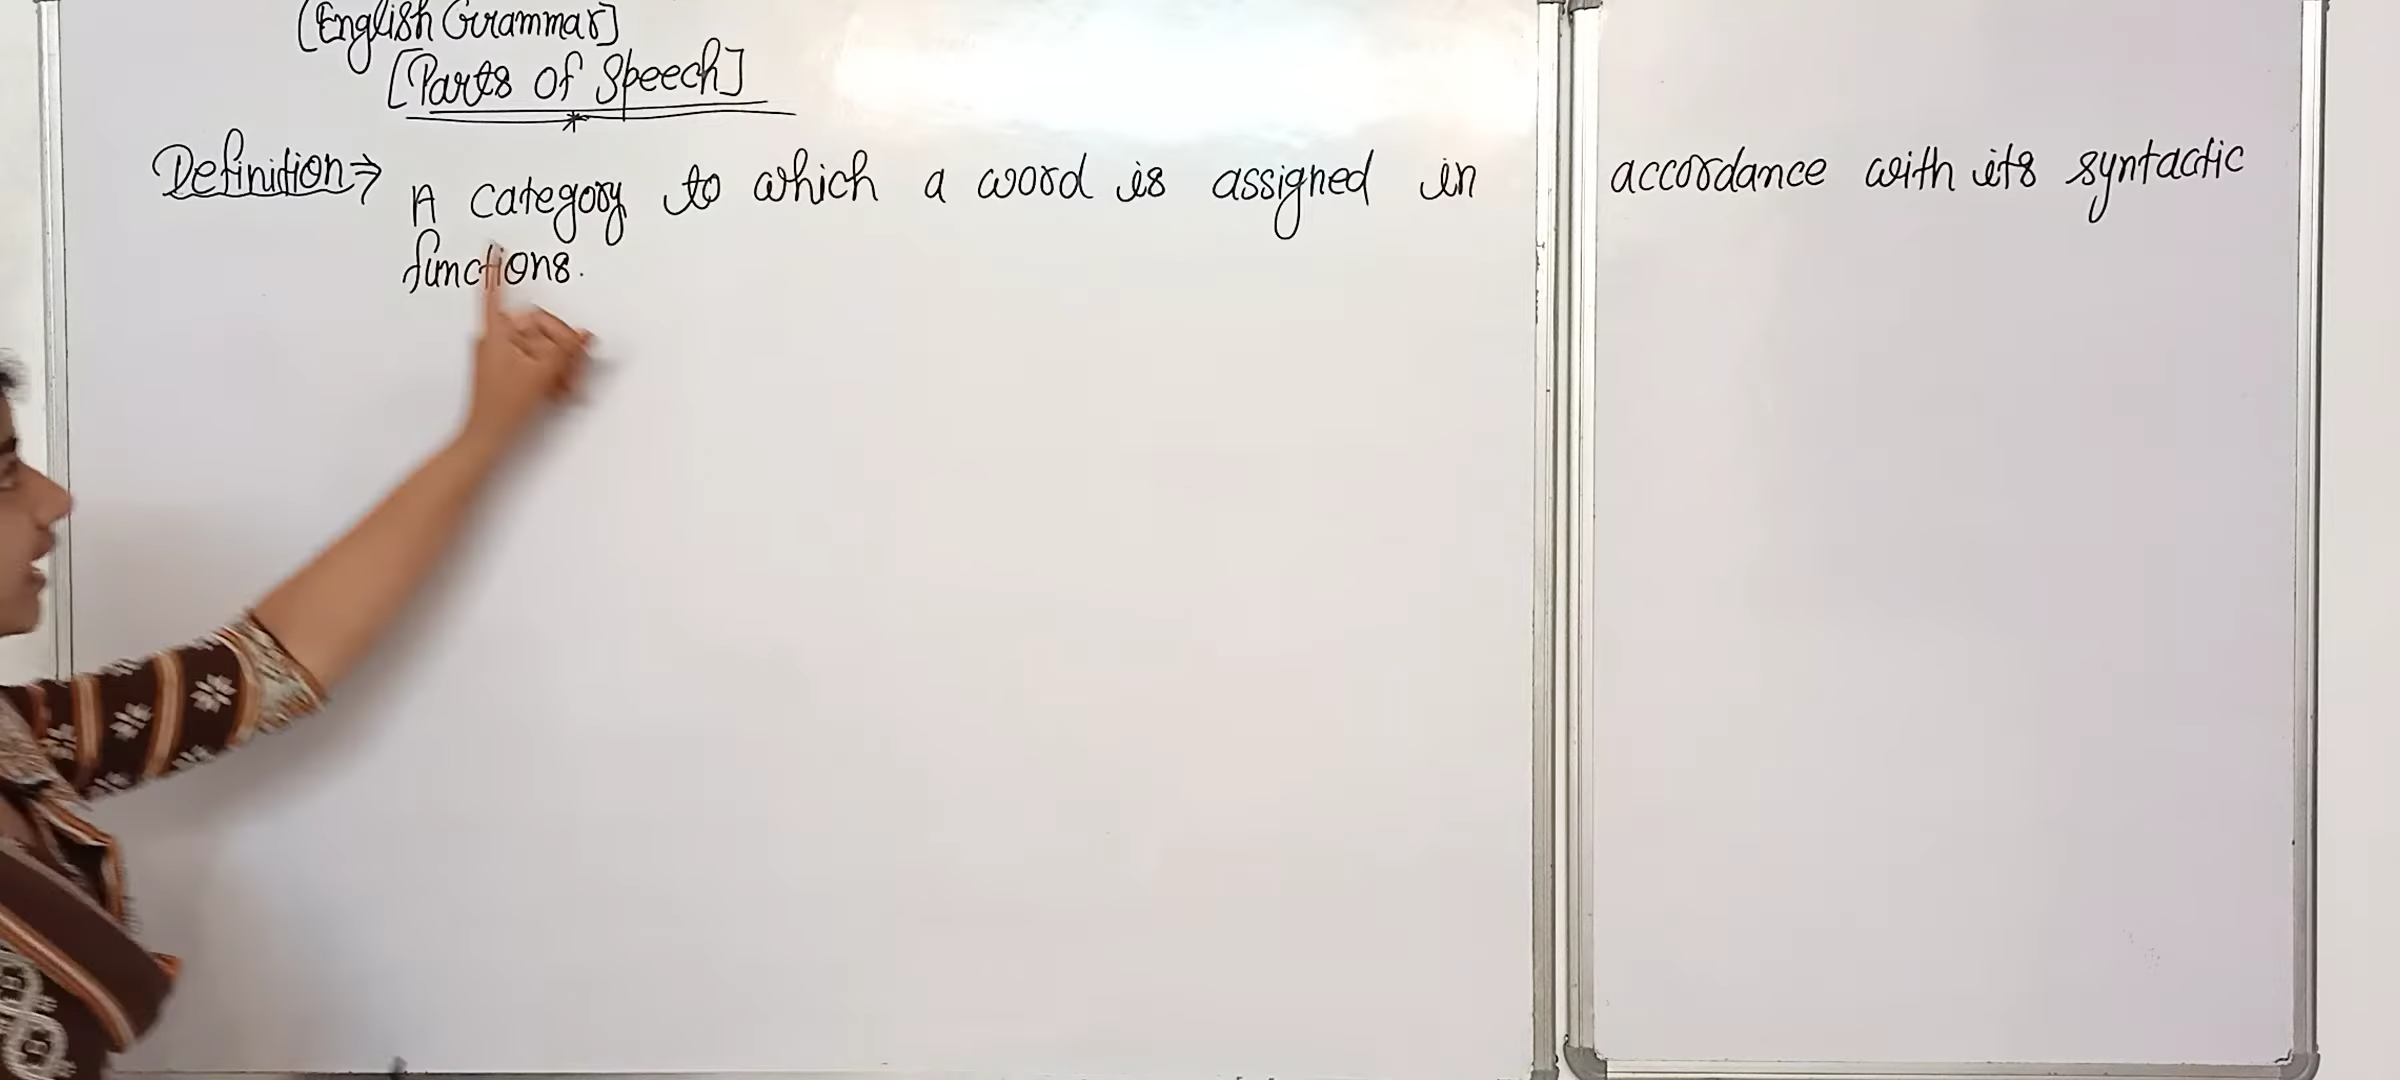 [English Grammar]
[Parts of Speech]
Definition⇒ A category to which a word is assigned in accordance with its syntactic
functions.